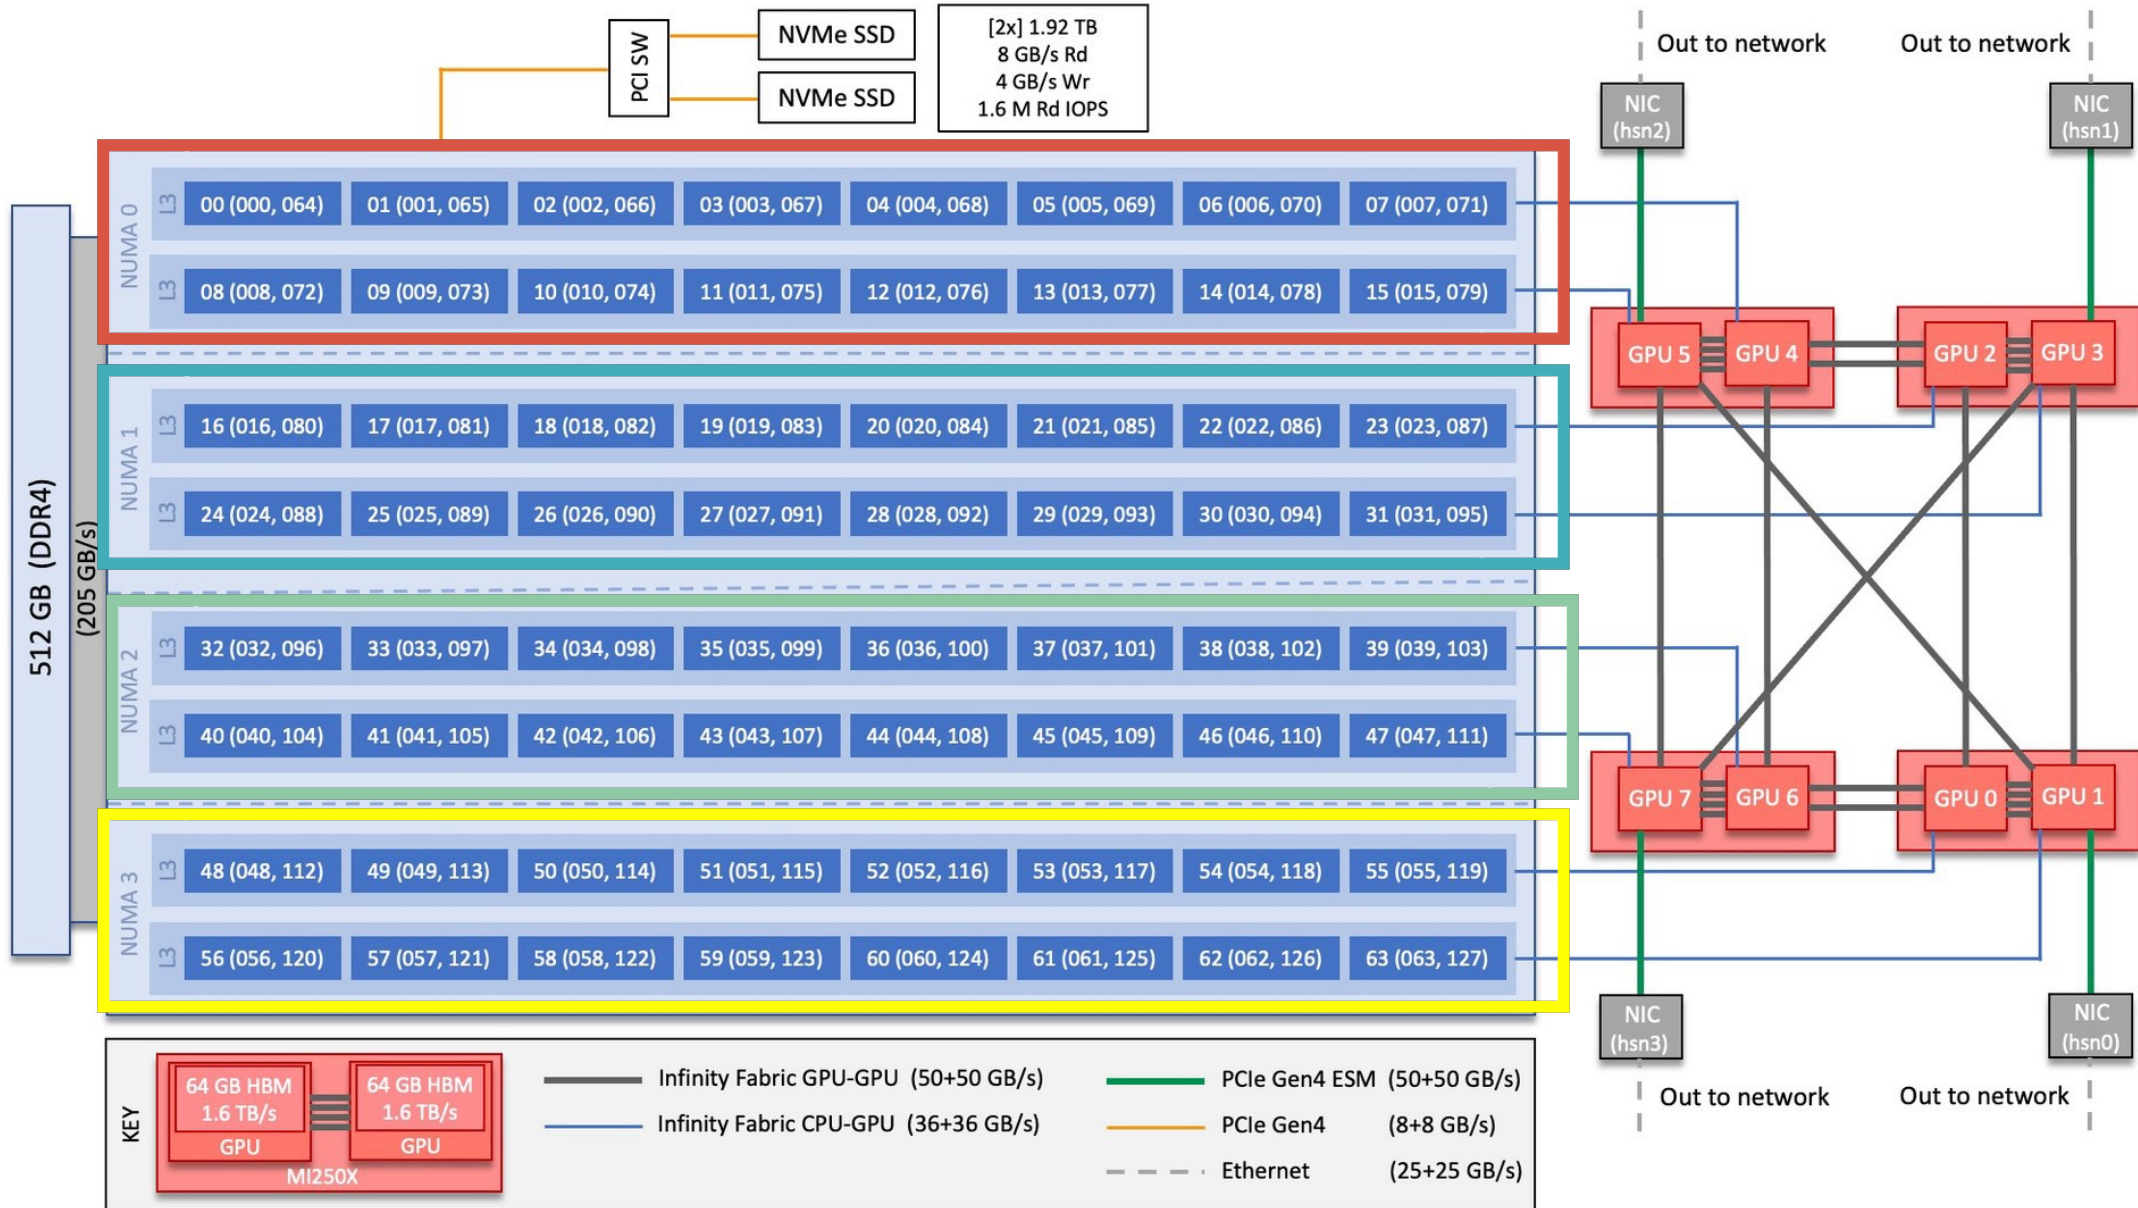 PCI SW
NVMe SSD
NVMe SSD
[2x] 1.92 TB
8 GB/s Rd
4 GB/s Wr
1.6 M Rd IOPS
Out to network
Out to network
NIC
(hsn2)
NIC
(hsn1)
512 GB (DDR4)
(205 GB/s)
NUMA 0
L3
00 (000, 064)
01 (001, 065)
02 (002, 066)
03 (003, 067)
04 (004, 068)
05 (005, 069)
06 (006, 070)
07 (007, 071)
L3
08 (008, 072)
09 (009, 073)
10 (010, 074)
11 (011, 075)
12 (012, 076)
13 (013, 077)
14 (014, 078)
15 (015, 079)
NUMA 1
L3
16 (016, 080)
17 (017, 081)
18 (018, 082)
19 (019, 083)
20 (020, 084)
21 (021, 085)
22 (022, 086)
23 (023, 087)
L3
24 (024, 088)
25 (025, 089)
26 (026, 090)
27 (027, 091)
28 (028, 092)
29 (029, 093)
30 (030, 094)
31 (031, 095)
NUMA 2
L3
32 (032, 096)
33 (033, 097)
34 (034, 098)
35 (035, 099)
36 (036, 100)
37 (037, 101)
38 (038, 102)
39 (039, 103)
L3
40 (040, 104)
41 (041, 105)
42 (042, 106)
43 (043, 107)
44 (044, 108)
45 (045, 109)
46 (046, 110)
47 (047, 111)
NUMA 3
L3
48 (048, 112)
49 (049, 113)
50 (050, 114)
51 (051, 115)
52 (052, 116)
53 (053, 117)
54 (054, 118)
55 (055, 119)
L3
56 (056, 120)
57 (057, 121)
58 (058, 122)
59 (059, 123)
60 (060, 124)
61 (061, 125)
62 (062, 126)
63 (063, 127)
GPU 5
GPU 4
GPU 2
GPU 3
GPU 7
GPU 6
GPU 0
GPU 1
NIC
(hsn3)
NIC
(hsn0)
Out to network
Out to network
KEY
64 GB HBM
1.6 TB/s
GPU
64 GB HBM
1.6 TB/s
GPU
MI250X
Infinity Fabric GPU-GPU (50+50 GB/s)
Infinity Fabric CPU-GPU (36+36 GB/s)
PCIe Gen4 ESM (50+50 GB/s)
PCIe Gen4 (8+8 GB/s)
Ethernet (25+25 GB/s)